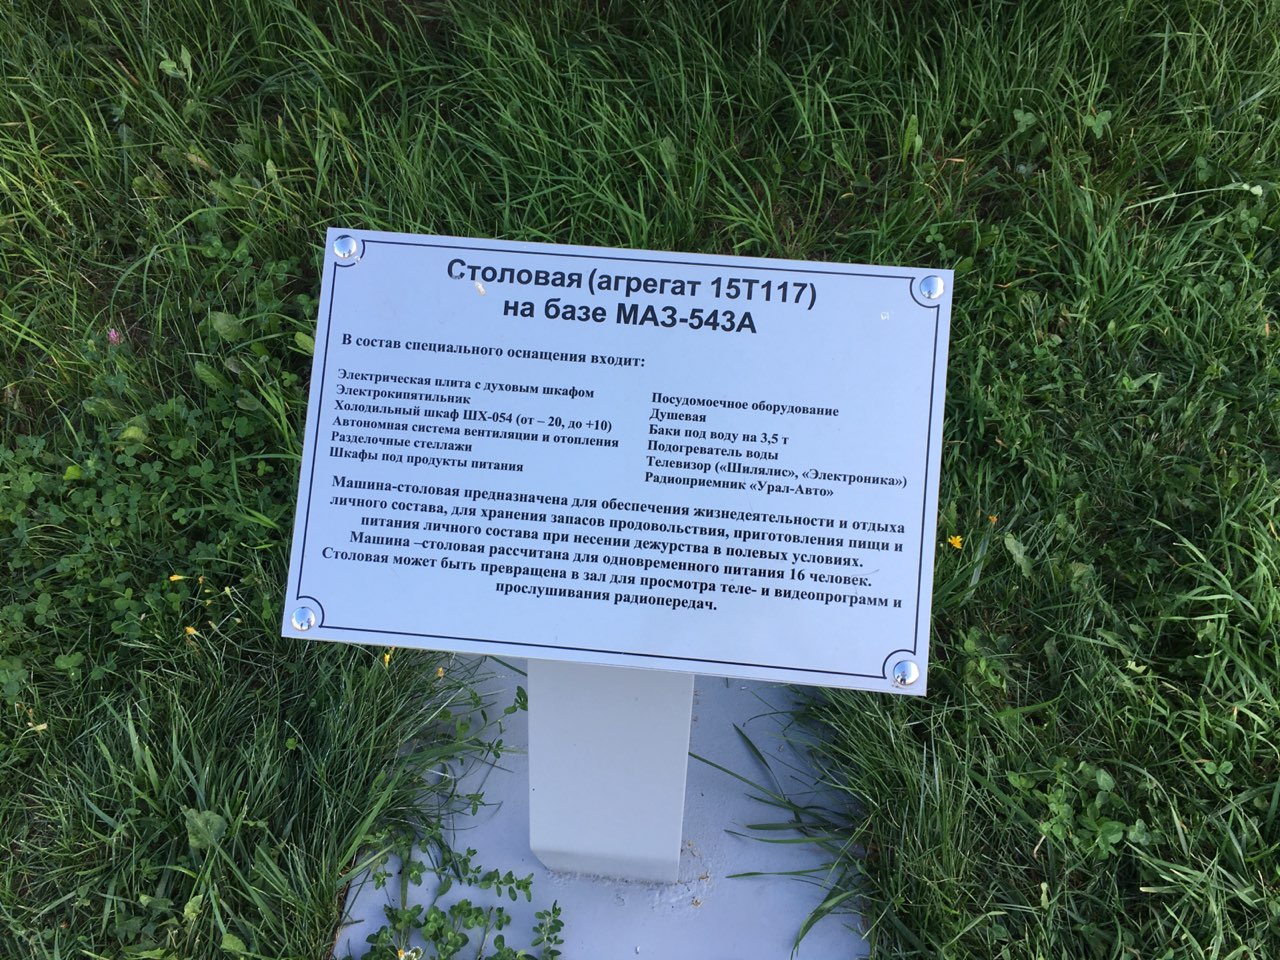 Столовая (агрегат 15Т117)
на базе МАЗ-543А
В состав специального оснащения входит:
Электрическая плита с духовым шкафом
Электрокипятильник
Холодильный шкаф ШХ-054 (от – 20, до +10)
Автономная система вентиляции и отопления
Разделочные стеллажи
Шкафы под продукты питания
Посудомоечное оборудование
Душевая
Баки под воду на 3,5 т
Подогреватель воды
Телевизор («Шилялис», «Электроника»)
Радиоприемник «Урал-Авто»
Машина-столовая предназначена для обеспечения жизнедеятельности и отдыха
личного состава, для хранения запасов продовольствия, приготовления пищи и
питания личного состава при несении дежурства в полевых условиях.
Машина –столовая рассчитана для одновременного питания 16 человек.
Столовая может быть превращена в зал для просмотра теле- и видеопрограмм и
прослушивания радиопередач.